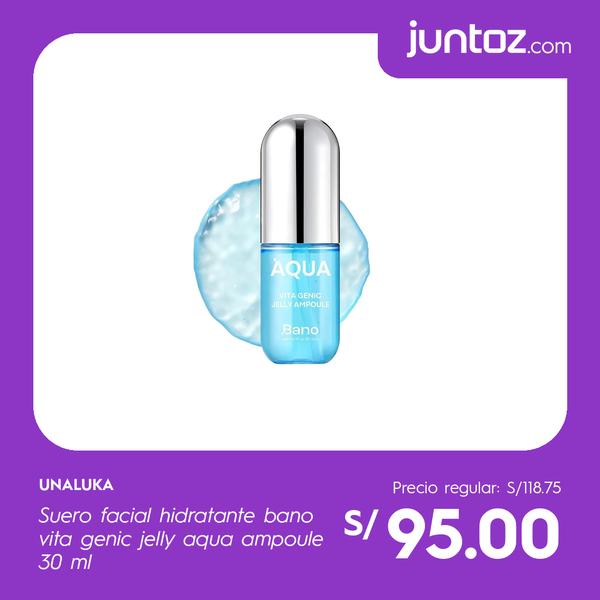 juntoz.com
AQUA
VITA GENIC
JELLY AMPOULE
Bano
UNALUKA
Suero facial hidratante bano
vita genic jelly aqua ampoule
30 ml
Precio regular: S/118.75
S/ 95.00